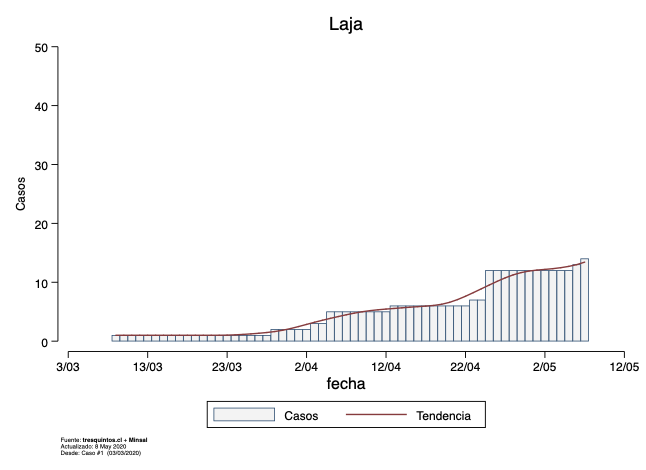 Laja
50
40
30
20
10
0
Casos
3/03 13/03 23/03 2/04 12/04 22/04 2/05 12/05
fecha
Casos Tendencia
Fuente: tresquintos.cl + Minsal
Actualizado: 8 May 2020
Desde: Caso #1 (03/03/2020)